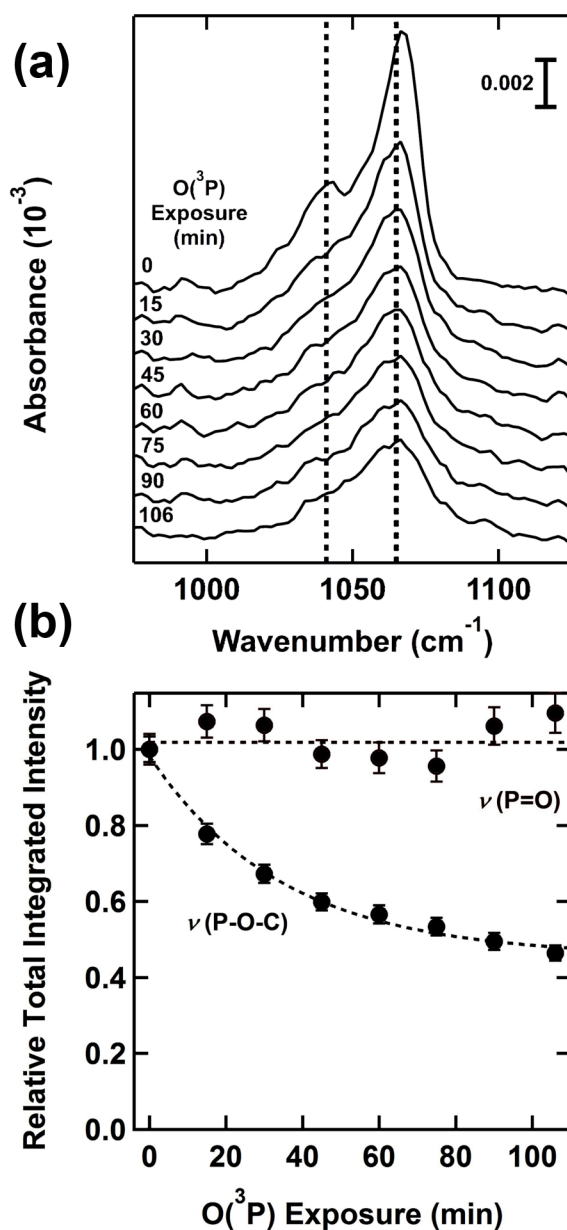 (a)
0.002
O(³P)
Exposure
(min)
0
15
30
45
60
75
90
106
Absorbance (10⁻³)
1000
1050
1100
Wavenumber (cm⁻¹)
(b)
Relative Total Integrated Intensity
1.0
0.8
0.6
0.4
0.2
0.0
ν (P=O)
ν (P-O-C)
0
20
40
60
80
100
O(³P) Exposure (min)